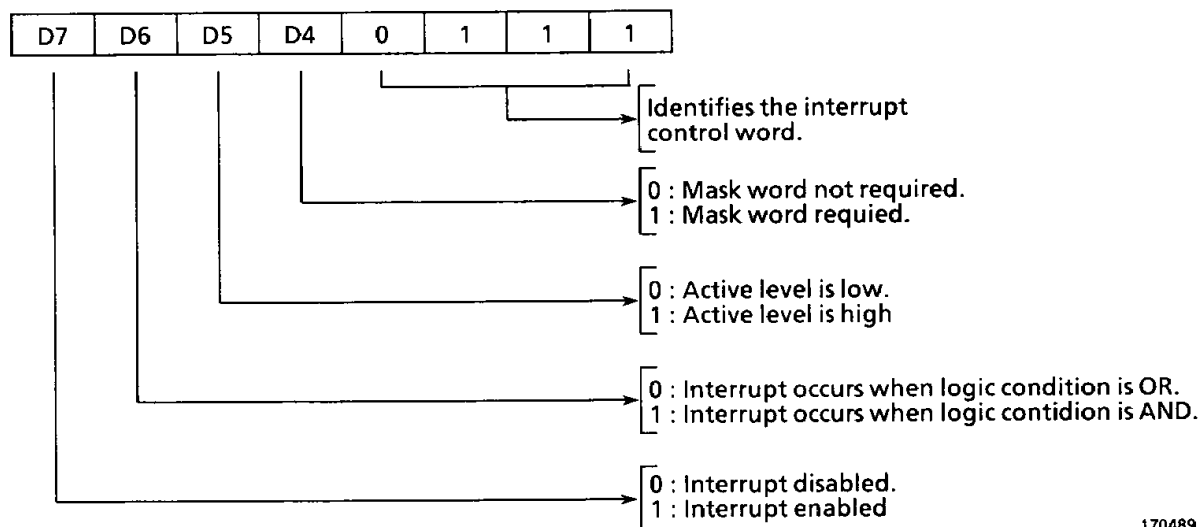 D7 D6 D5 D4 0 1 1 1
Identifies the interrupt
control word.
0 : Mask word not required.
1 : Mask word requied.
0 : Active level is low.
1 : Active level is high
0 : Interrupt occurs when logic condition is OR.
1 : Interrupt occurs when logic contidion is AND.
0 : Interrupt disabled.
1 : Interrupt enabled
170489